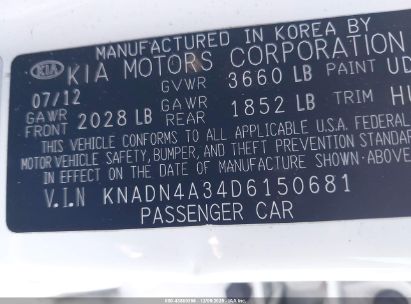 MANUFACTURED IN KOREA BY
KIA KIA MOTORS CORPORATION
07/12 GVWR 3660 LB PAINT UD
GAWR FRONT 2028 LB GAWR REAR 1852 LB TRIM
THIS VEHICLE CONFORMS TO ALL APPLICABLE U.S.A. FEDERAL
MOTOR VEHICLE SAFETY, BUMPER, AND THEFT PREVENTION STANDARD
IN EFFECT ON THE DATE OF MANUFACTURE SHOWN ABOVE
V.I.N KNADN4A34D6150681
PASSENGER CAR